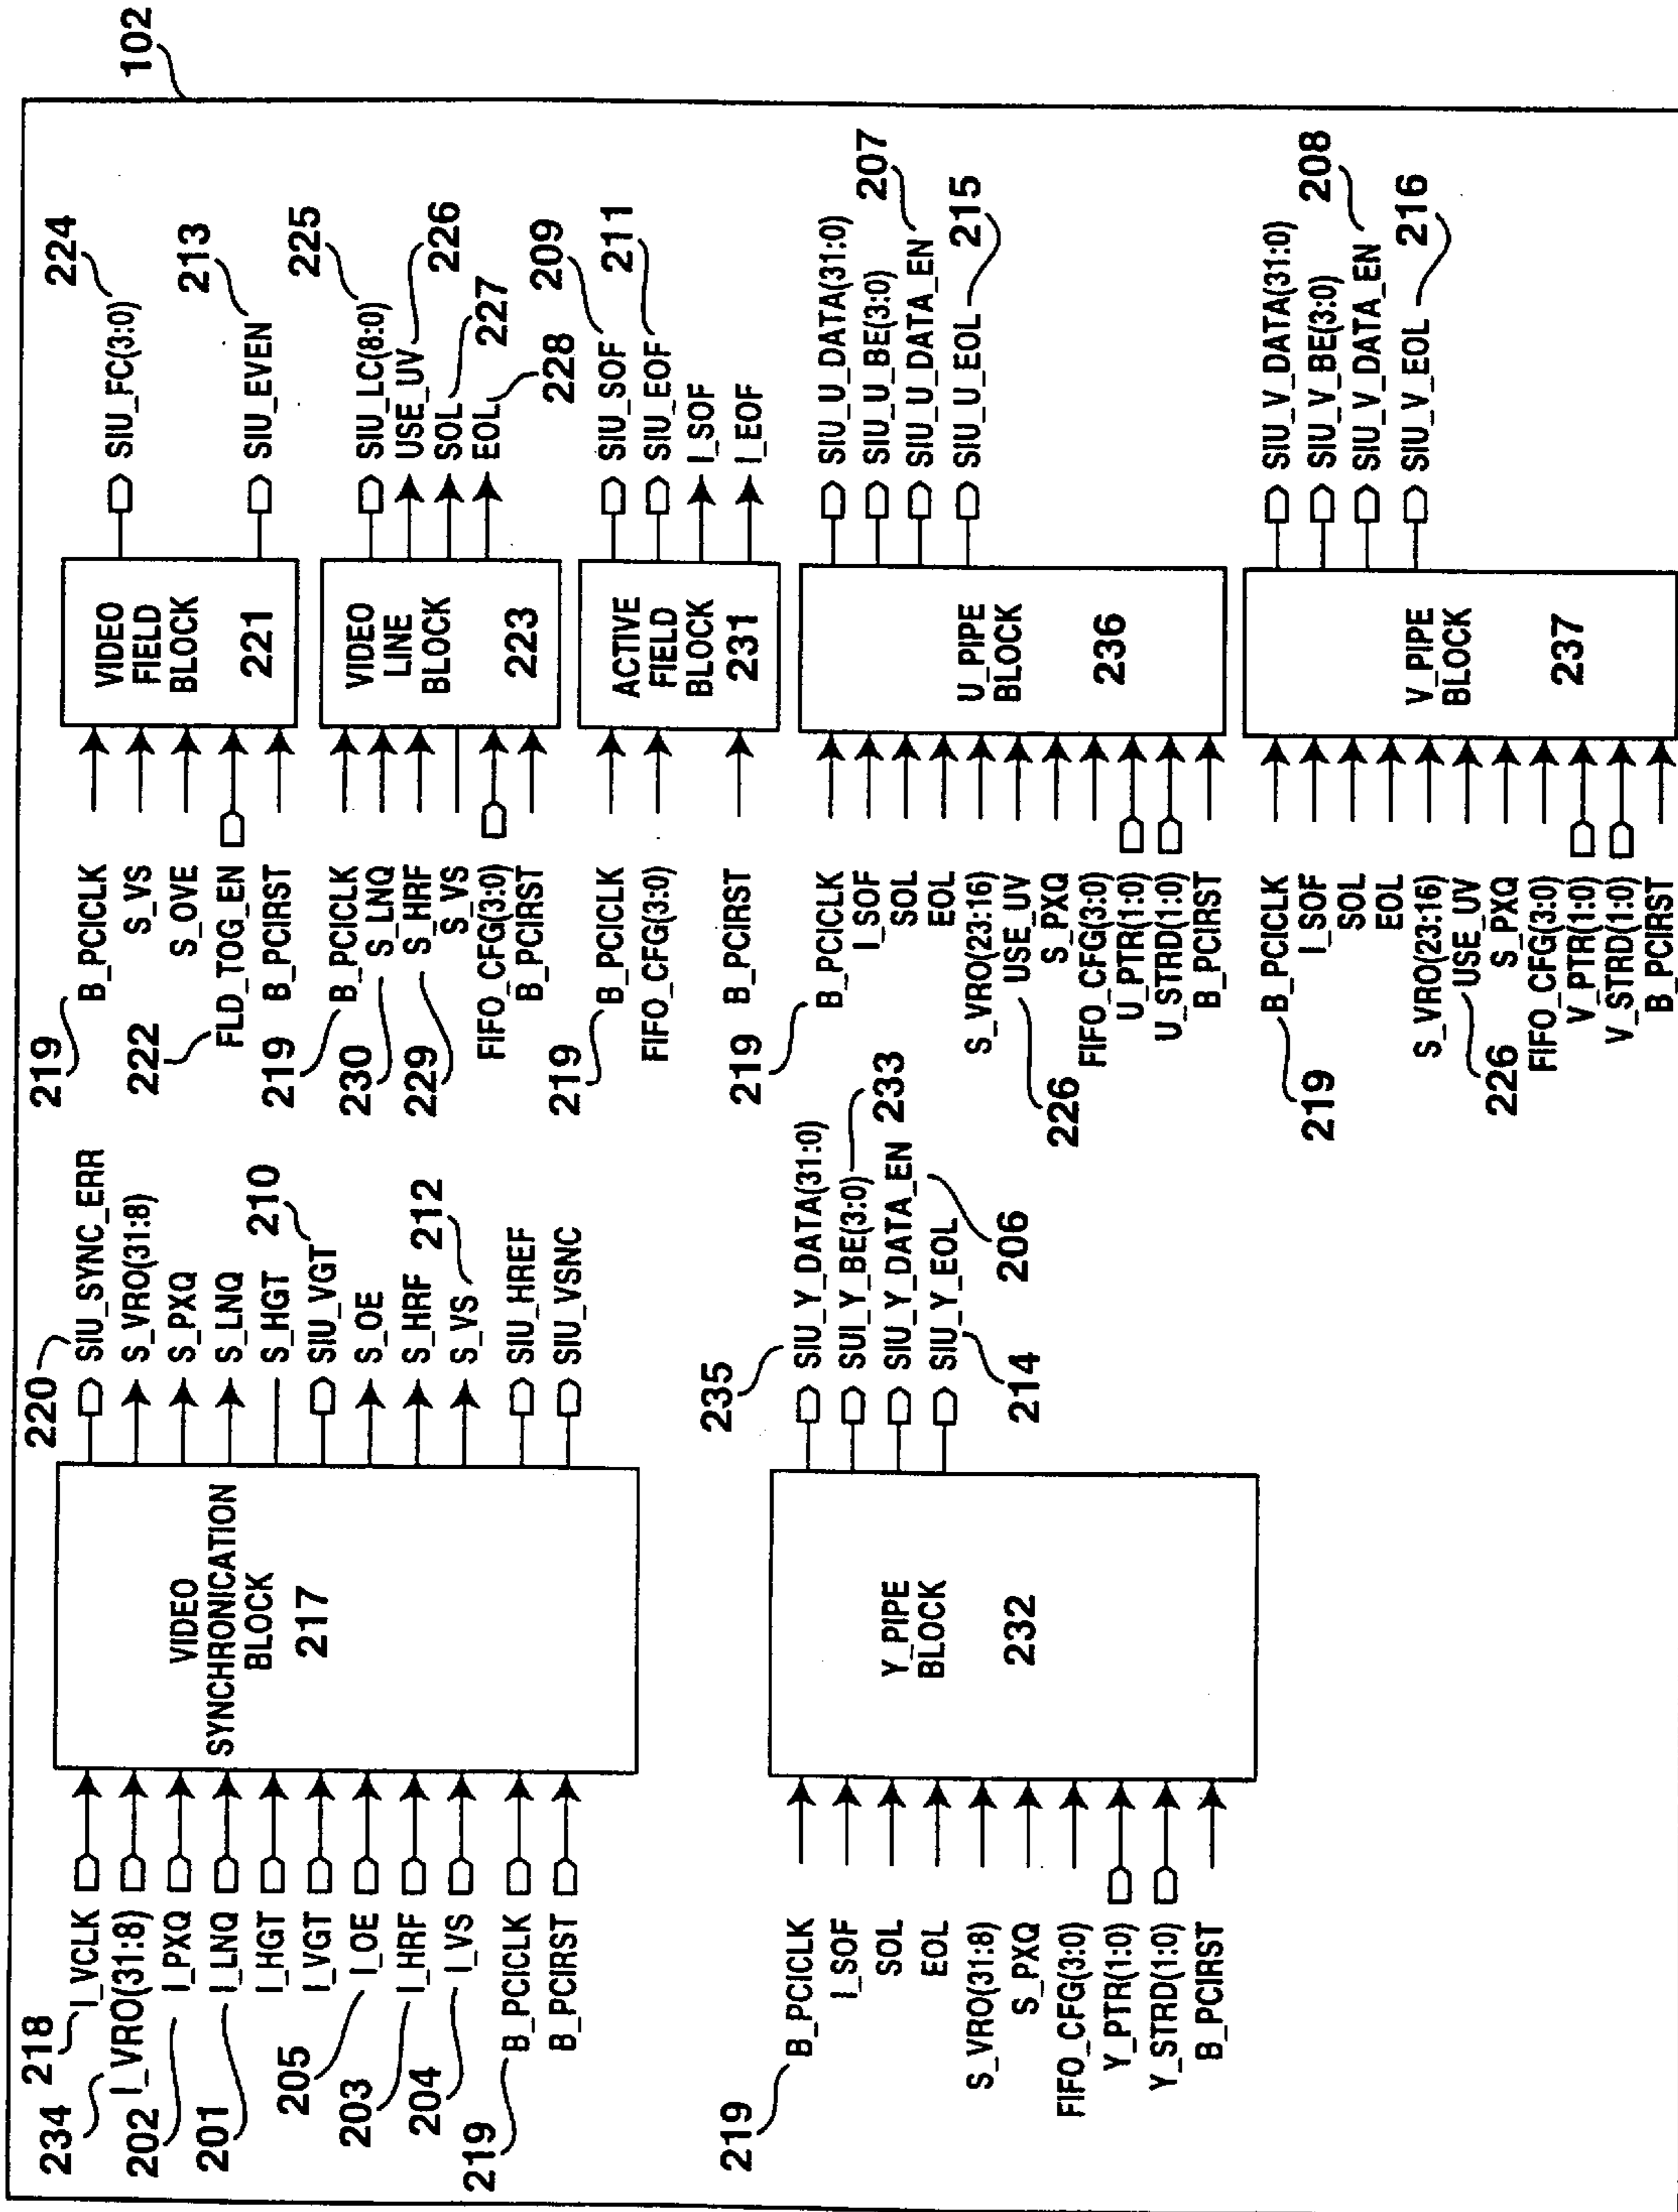 102
218
I_VCLK
234
I_VRO(31:8)
202
I_PXQ
201
I_LNQ
I_HGT
I_VGT
205
I_OE
203
I_HRF
204
I_VS
219
B_PCICLK
B_PCIRST
VIDEO
SYNCHRONICATION
BLOCK
217
220
SIU_SYNC_ERR
S_VRO(31:8)
S_PXQ
S_LNQ
S_HGT
210
SIU_VGT
S_OE
S_HRF
212
S_VS
SIU_HREF
SIU_VSNC
219
B_PCICLK
I_SOF
SOL
EOL
S_VRO(31:8)
S_PXQ
FIFO_CFG(3:0)
Y_PTR(1:0)
Y_STRD(1:0)
B_PCIRST
Y_PIPE
BLOCK
232
235
SIU_Y_DATA(31:0)
SUI_Y_BE(3:0)
233
SIU_Y_DATA_EN
206
SIU_Y_EOL
214
219
B_PCICLK
S_VS
S_OVE
222
FLD_TOG_EN
B_PCIRST
VIDEO
FIELD
BLOCK
221
224
SIU_FC(3:0)
213
SIU_EVEN
219
B_PCICLK
230
S_LNQ
229
S_HRF
S_VS
FIFO_CFG(3:0)
B_PCIRST
VIDEO
LINE
BLOCK
223
225
SIU_LC(8:0)
USE_UV
226
SOL
227
EOL
228
219
B_PCICLK
FIFO_CFG(3:0)
B_PCIRST
ACTIVE
FIELD
BLOCK
231
209
SIU_SOF
211
SIU_EOF
I_SOF
I_EOF
219
B_PCICLK
I_SOF
SOL
EOL
S_VRO(23:16)
USE_UV
226
S_PXQ
FIFO_CFG(3:0)
U_PTR(1:0)
U_STRD(1:0)
B_PCIRST
U_PIPE
BLOCK
236
SIU_U_DATA(31:0)
SIU_U_BE(3:0)
207
SIU_U_DATA_EN
SIU_U_EOL
215
219
B_PCICLK
I_SOF
SOL
EOL
S_VRO(23:16)
USE_UV
226
S_PXQ
FIFO_CFG(3:0)
V_PTR(1:0)
V_STRD(1:0)
B_PCIRST
V_PIPE
BLOCK
237
SIU_V_DATA(31:0)
SIU_V_BE(3:0)
208
SIU_V_DATA_EN
SIU_V_EOL
216